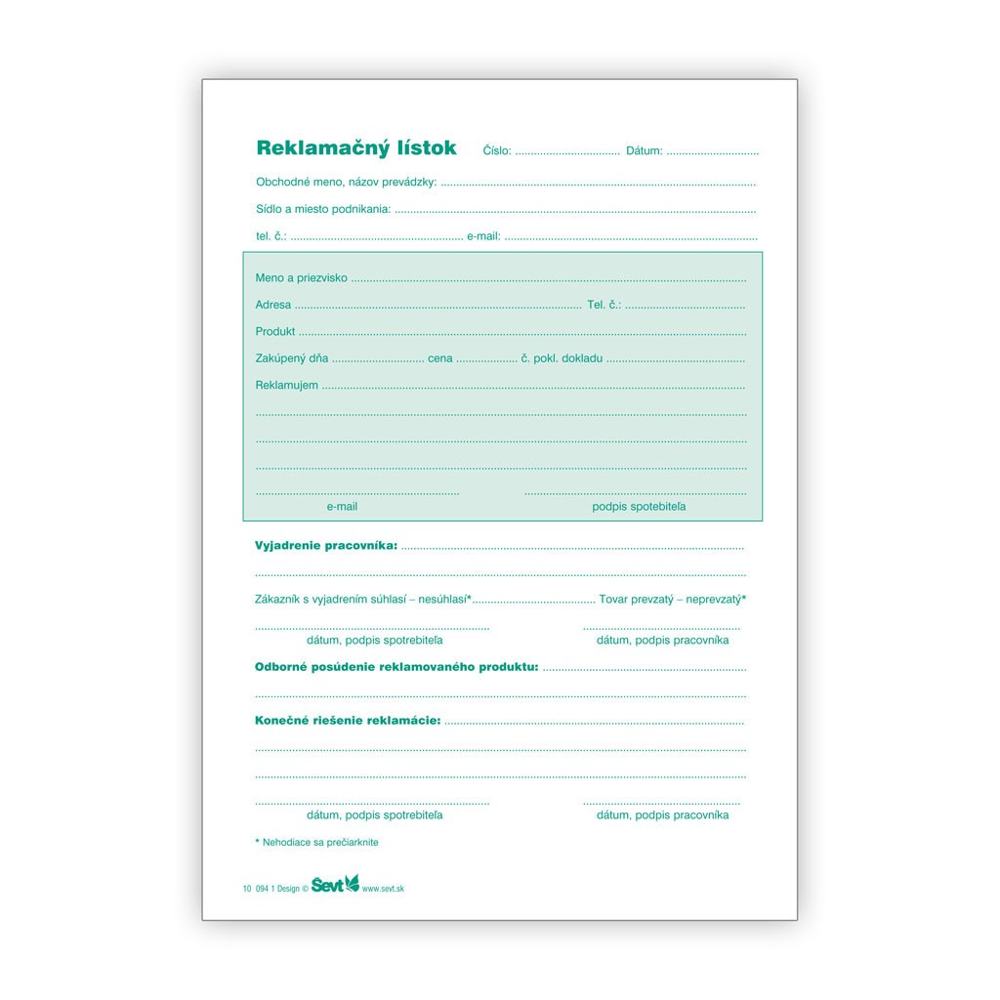 Reklamačný lístok Číslo: ................................... Dátum: ...............................
Obchodné meno, názov prevádzky: ..........................................................................................................
Sídlo a miesto podnikania: .........................................................................................................................
tel. č.: .......................................................... e-mail: .....................................................................................
Meno a priezvisko .....................................................................................................................................
Adresa ................................................................................................ Tel. č.: ........................................
Produkt ......................................................................................................................................................
Zakúpený dňa ............................... cena .................... č. pokl. dokladu ..............................................
Reklamujem ..............................................................................................................................................
e-mail podpis spotebiteľa
Vyjadrenie pracovníka: ...................................................................................................................
Zákazník s vyjadrením súhlasí – nesúhlasí*......................................... Tovar prevzatý – neprevzatý*
dátum, podpis spotrebiteľa dátum, podpis pracovníka
Odborné posúdenie reklamovaného produktu: ....................................................................
Konečné riešenie reklamácie: .....................................................................................................
dátum, podpis spotrebiteľa dátum, podpis pracovníka
* Nehodiace sa prečiarknite
10 094 1 Design © Ševt www.sevt.sk